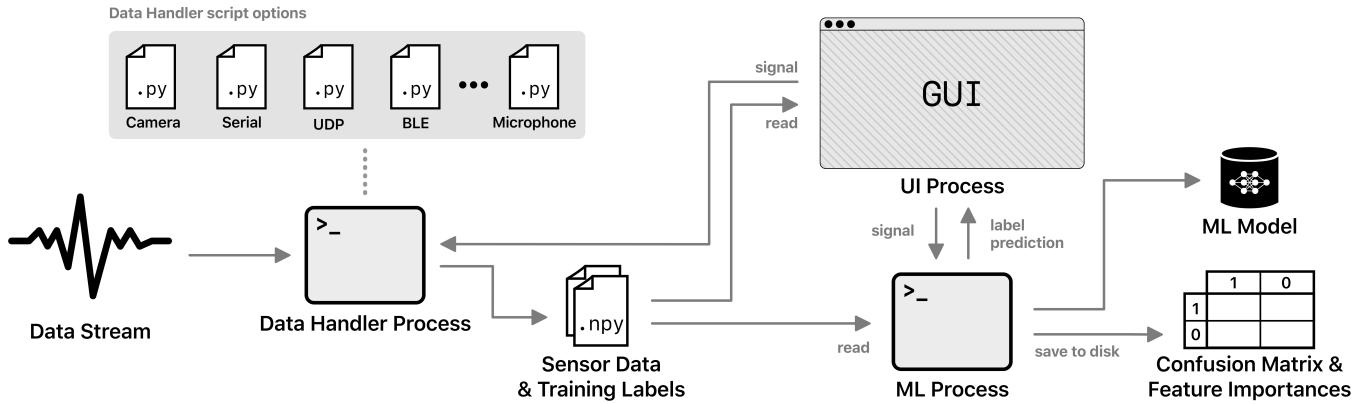 Data Handler script options
.py
.py
.py
.py
.py
Camera
Serial
UDP
BLE
Microphone
signal
read
GUI
UI Process
signal
label
prediction
ML Model
>_
Data Stream
Data Handler Process
.npy
Sensor Data
& Training Labels
read
>_
ML Process
save to disk
1 0
1
0
Confusion Matrix &
Feature Importances